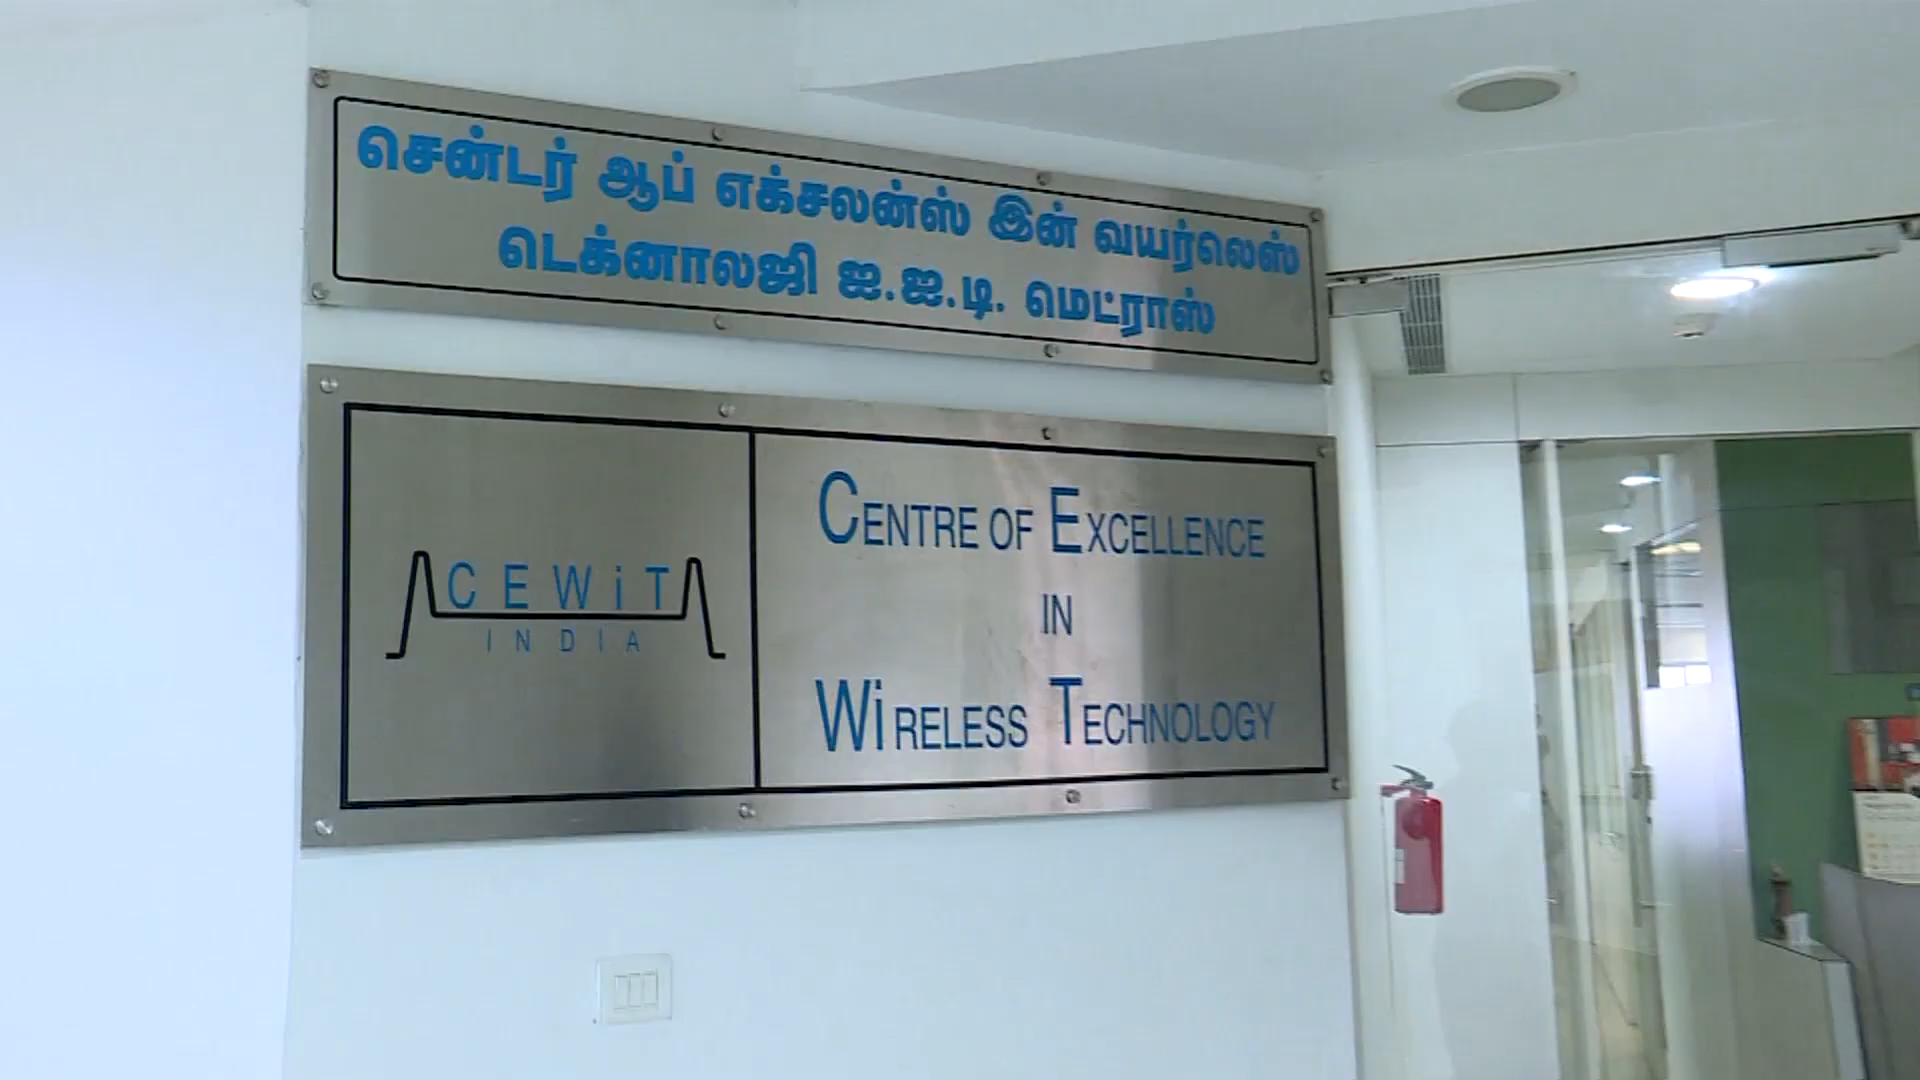 சென்டர் ஆப் எக்சலன்ஸ் இன் வயர்லெஸ்
டெக்னாலஜி ஐ.ஐ.டி. மெட்ராஸ்
CEWiT
INDIA
CENTRE OF EXCELLENCE
IN
WiRELESS TECHNOLOGY